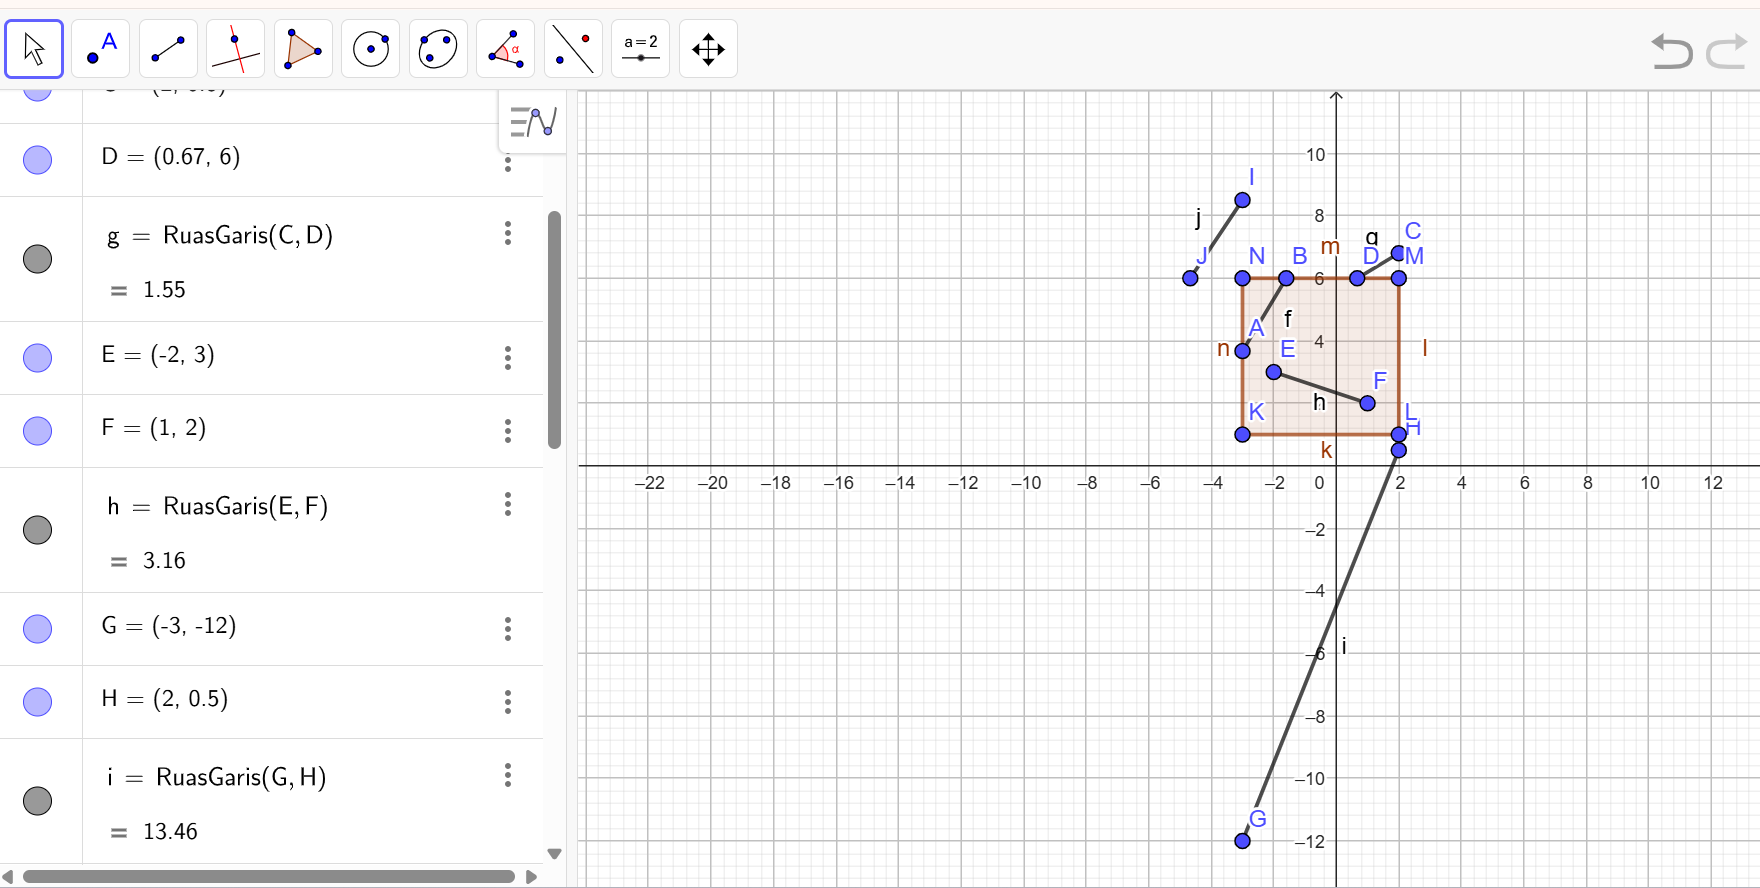 A
α
a=2
D = (0.67, 6)
g = RuasGaris(C, D)
= 1.55
E = (-2, 3)
F = (1, 2)
h = RuasGaris(E, F)
= 3.16
G = (-3, -12)
H = (2, 0.5)
i = RuasGaris(G, H)
= 13.46
10
I
j
8
g
C
J
N
B
m
D
M
6
A
f
n
E
4
l
F
h
K
L
H
k
–22
–20
–18
–16
–14
–12
–10
–8
–6
–4
–2
0
2
4
6
8
10
12
–2
–4
–6
i
–8
–10
G
–12